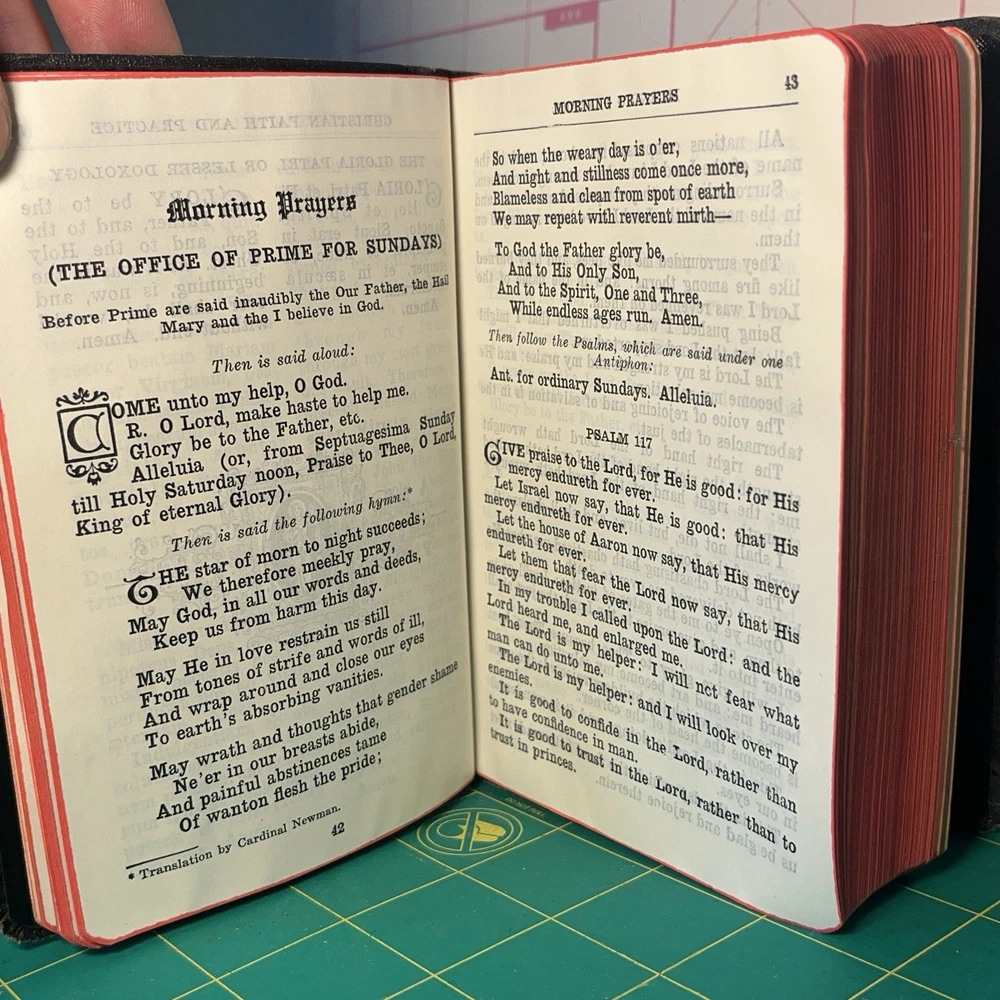 Morning Prayers
(THE OFFICE OF PRIME FOR SUNDAYS)
Before Prime are said inaudibly the Our Father, the Hail
Mary and the I believe in God.
Then is said aloud:
COME unto my help, O God.
R. O Lord, make haste to help me.
Glory be to the Father, etc.
Alleluia (or, from Septuagesima Sunday
till Holy Saturday noon, Praise to Thee, O Lord,
King of eternal Glory).
Then is said the following hymn:*
THE star of morn to night succeeds;
We therefore meekly pray,
May God, in all our words and deeds,
Keep us from harm this day.
May He in love restrain us still
From tones of strife and words of ill,
And wrap around and close our eyes
To earth's absorbing vanities.
May wrath and thoughts that gender shame
Ne'er in our breasts abide,
And painful abstinences tame
Of wanton flesh the pride;
* Translation by Cardinal Newman.
42
MORNING PRAYERS 43
So when the weary day is o'er,
And night and stillness come once more,
Blameless and clean from spot of earth
We may repeat with reverent mirth—
To God the Father glory be,
And to His Only Son,
And to the Spirit, One and Three,
While endless ages run. Amen.
Then follow the Psalms, which are said under one
Antiphon:
Ant. for ordinary Sundays. Alleluia.
PSALM 117
GIVE praise to the Lord, for He is good: for His
mercy endureth for ever.
Let Israel now say, that He is good: that His
mercy endureth for ever.
Let the house of Aaron now say, that His mercy
endureth for ever.
Let them that fear the Lord now say, that His
mercy endureth for ever.
In my trouble I called upon the Lord: and the
Lord heard me, and enlarged me.
The Lord is my helper: I will not fear what
man can do unto me.
The Lord is my helper: and I will look over my
enemies.
It is good to confide in the Lord, rather than
to have confidence in man.
It is good to trust in the Lord, rather than to
trust in princes.